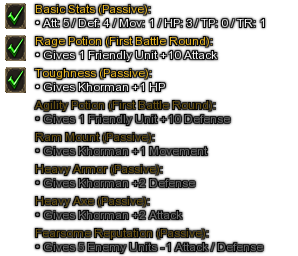 Basic Stats (Passive):
• Att: 5 / Def: 4 / Mov: 1 / HP: 3 / TP: 0 / TR: 1
Rage Potion (First Battle Round):
• Gives 1 Friendly Unit +10 Attack
Toughness (Passive):
• Gives Khorman +1 HP
Agility Potion (First Battle Round):
• Gives 1 Friendly Unit +10 Defense
Ram Mount (Passive):
• Gives Khorman +1 Movement
Heavy Armor (Passive):
• Gives Khorman +2 Defense
Heavy Axe (Passive):
• Gives Khorman +2 Attack
Fearsome Reputation (Passive):
• Gives 5 Enemy Units -1 Attack / Defense